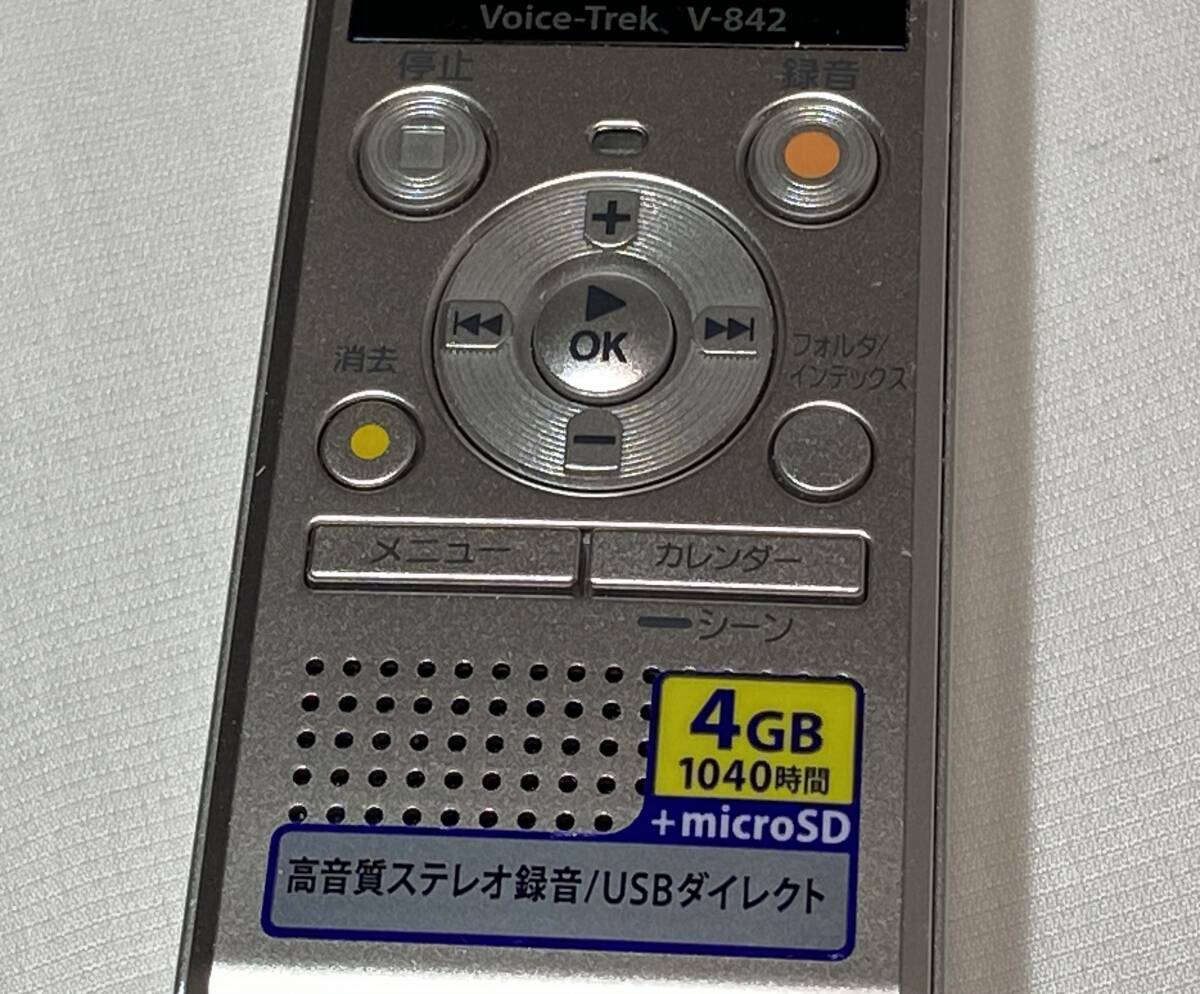 Voice-Trek V-842
停止
録音
+
OK
消去
フォルダ/
インデックス
−
メニュー
カレンダー
シーン
4GB
1040時間
+microSD
高音質ステレオ録音/USBダイレクト